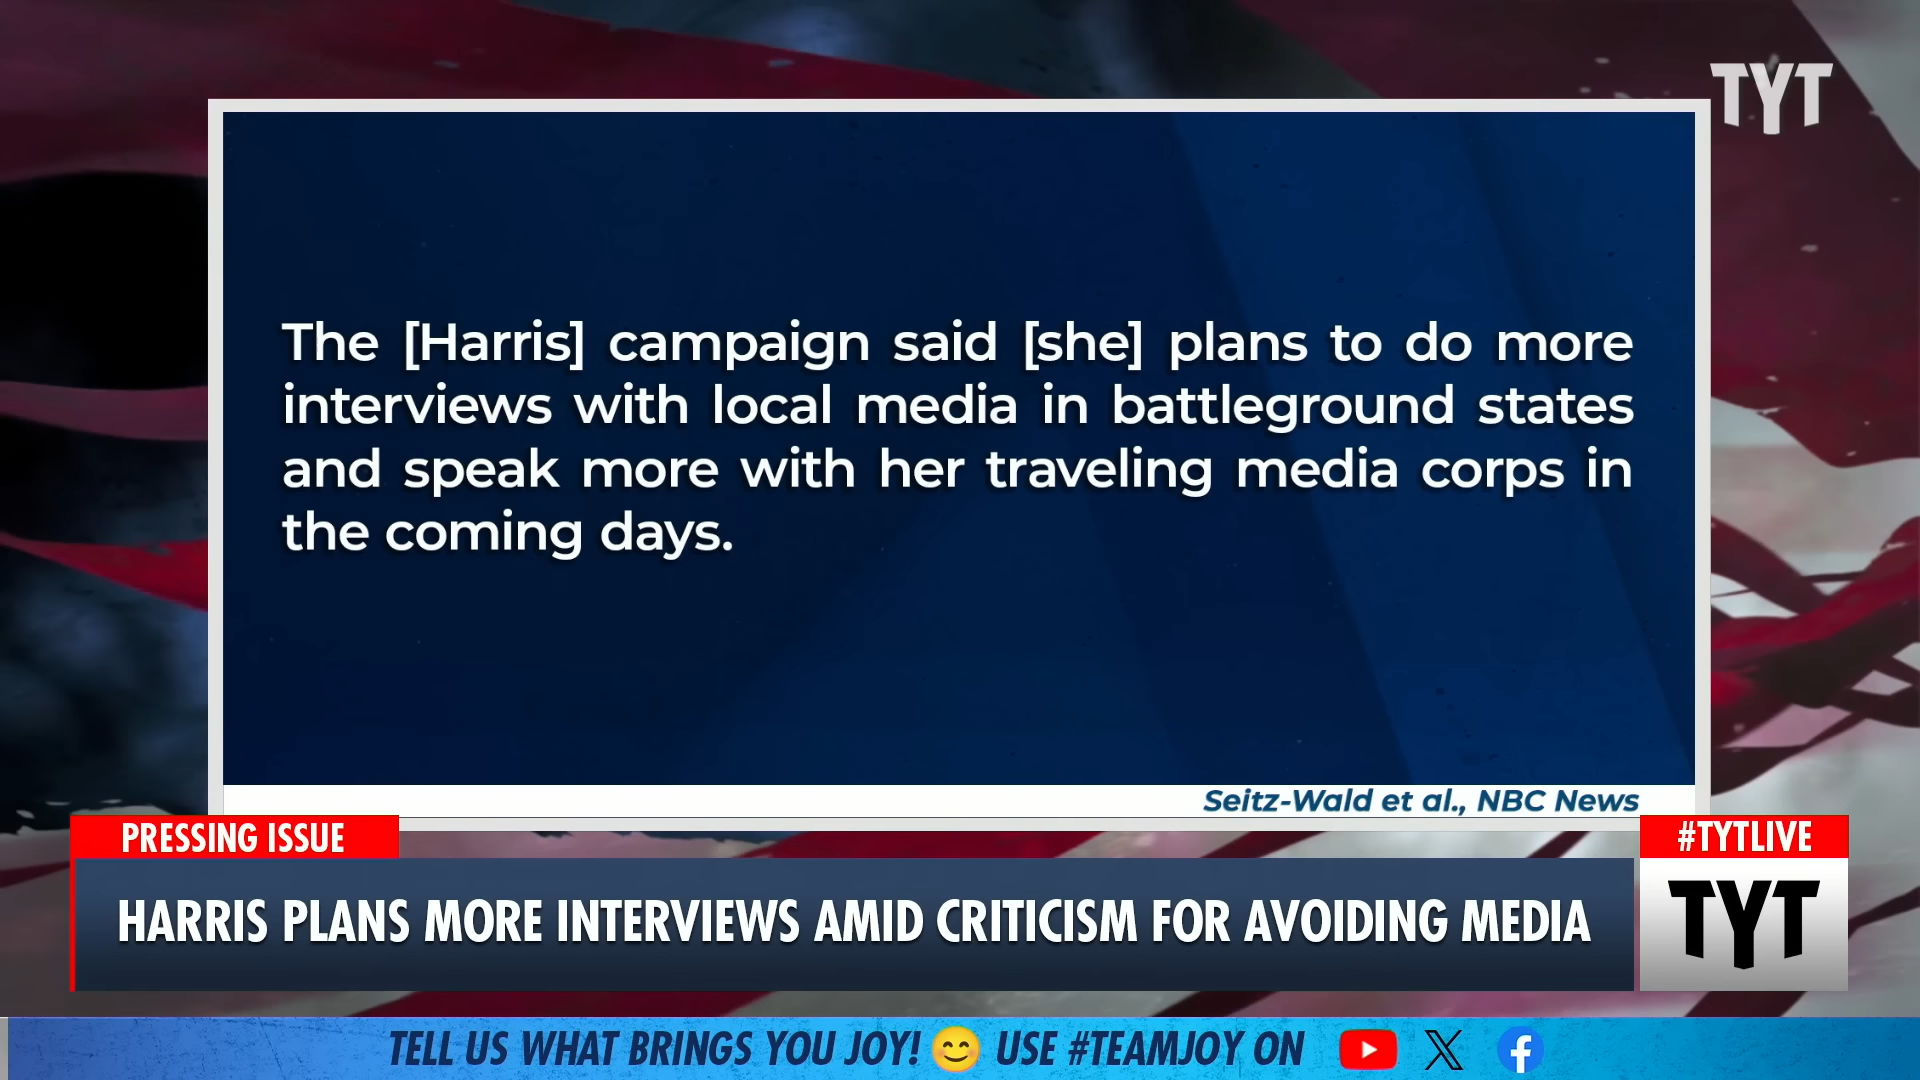 TYT
The [Harris] campaign said [she] plans to do more
interviews with local media in battleground states
and speak more with her traveling media corps in
the coming days.
Seitz-Wald et al., NBC News
PRESSING ISSUE
#TYTLIVE
HARRIS PLANS MORE INTERVIEWS AMID CRITICISM FOR AVOIDING MEDIA
TYT
TELL US WHAT BRINGS YOU JOY! 😊 USE #TEAMJOY ON